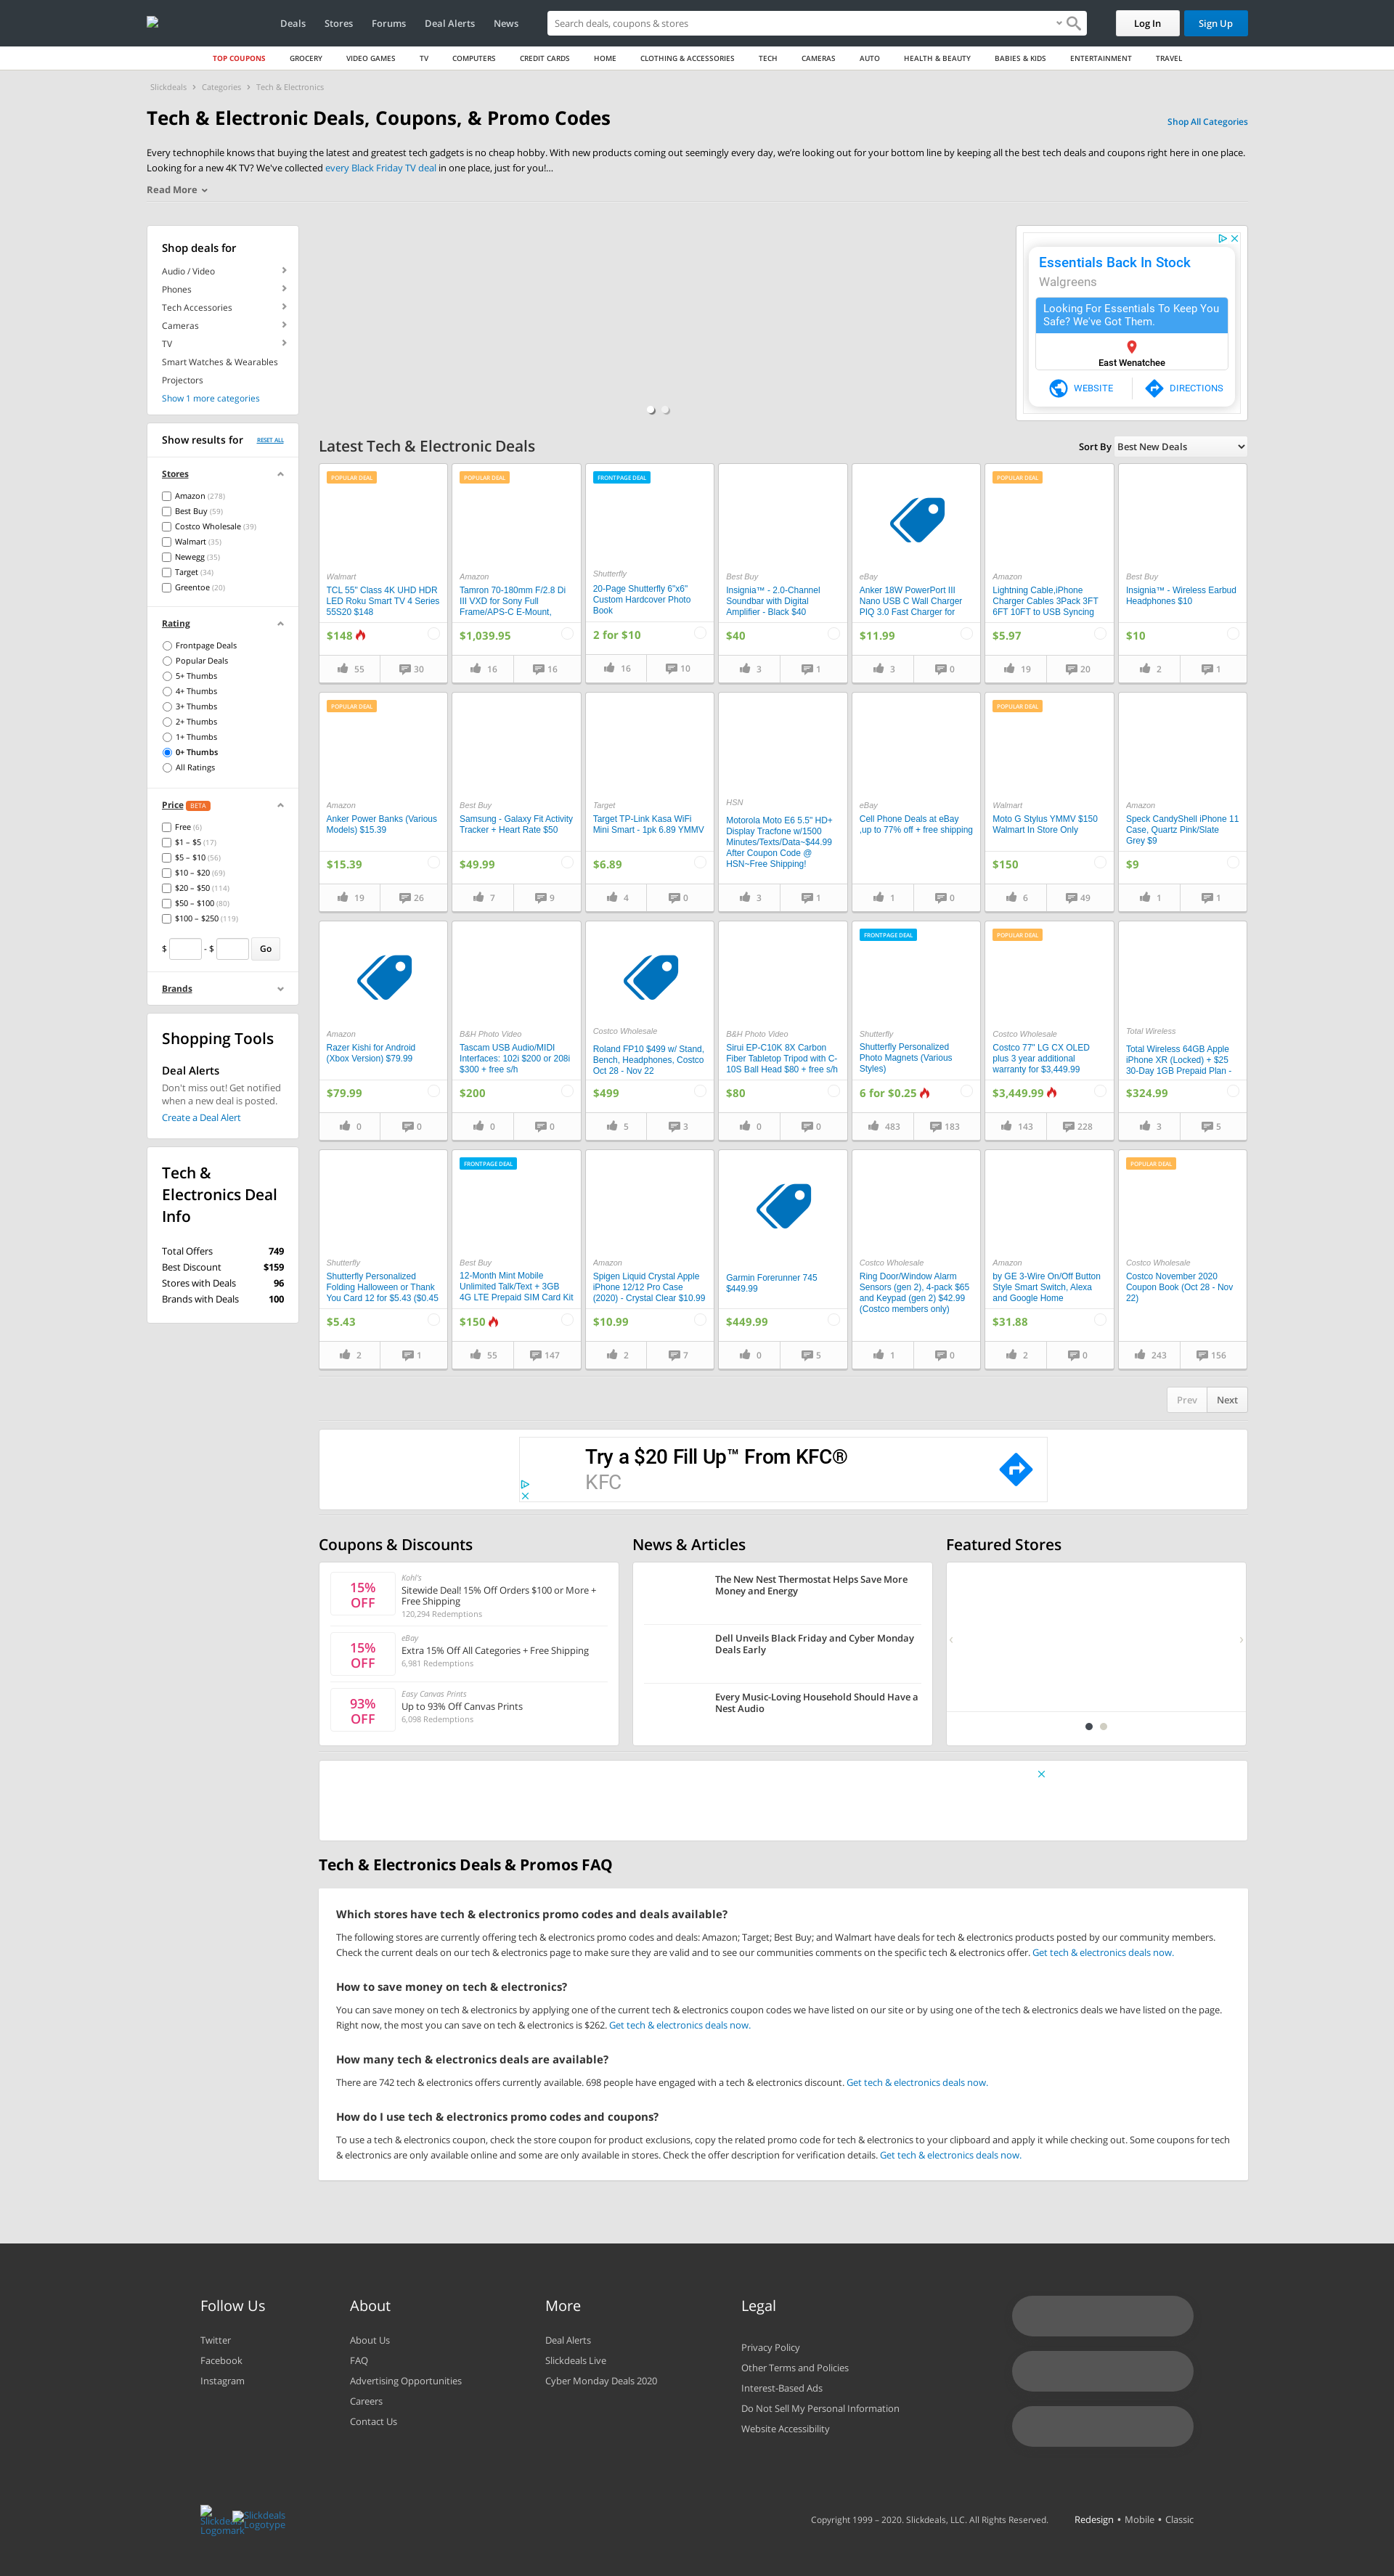 Deals Stores Forums Deal Alerts News
Search deals, coupons & stores
Log In
Sign Up
TOP COUPONS GROCERY VIDEO GAMES TV COMPUTERS CREDIT CARDS HOME CLOTHING & ACCESSORIES TECH CAMERAS AUTO HEALTH & BEAUTY BABIES & KIDS ENTERTAINMENT TRAVEL
Slickdeals › Categories › Tech & Electronics
Tech & Electronic Deals, Coupons, & Promo Codes
Shop All Categories
Every technophile knows that buying the latest and greatest tech gadgets is no cheap hobby. With new products coming out seemingly every day, we're looking out for your bottom line by keeping all the best tech deals and coupons right here in one place.
Looking for a new 4K TV? We've collected every Black Friday TV deal in one place, just for you!...
Read More
Shop deals for
Audio / Video
Phones
Tech Accessories
Cameras
TV
Smart Watches & Wearables
Projectors
Show 1 more categories
Show results for
RESET ALL
Stores
Amazon (278)
Best Buy (59)
Costco Wholesale (39)
Walmart (35)
Newegg (35)
Target (34)
Greentoe (20)
Rating
Frontpage Deals
Popular Deals
5+ Thumbs
4+ Thumbs
3+ Thumbs
2+ Thumbs
1+ Thumbs
0+ Thumbs
All Ratings
Price BETA
Free (6)
$1 – $5 (17)
$5 – $10 (56)
$10 – $20 (69)
$20 – $50 (114)
$50 – $100 (80)
$100 – $250 (119)
$ - $ Go
Brands
Shopping Tools
Deal Alerts
Don't miss out! Get notified
when a new deal is posted.
Create a Deal Alert
Tech &
Electronics Deal
Info
Total Offers 749
Best Discount $159
Stores with Deals 96
Brands with Deals 100
Essentials Back In Stock
Walgreens
Looking For Essentials To Keep You
Safe? We've Got Them.
East Wenatchee
WEBSITE
DIRECTIONS
Latest Tech & Electronic Deals
Sort By Best New Deals
POPULAR DEAL
Walmart
TCL 55" Class 4K UHD HDR
LED Roku Smart TV 4 Series
55S20 $148
$148
55 30
POPULAR DEAL
Amazon
Tamron 70-180mm F/2.8 Di
III VXD for Sony Full
Frame/APS-C E-Mount,
$1,039.95
16 16
FRONTPAGE DEAL
Shutterfly
20-Page Shutterfly 6"x6"
Custom Hardcover Photo
Book
2 for $10
16 10
Best Buy
Insignia™ - 2.0-Channel
Soundbar with Digital
Amplifier - Black $40
$40
3 1
eBay
Anker 18W PowerPort III
Nano USB C Wall Charger
PIQ 3.0 Fast Charger for
$11.99
3 0
POPULAR DEAL
Amazon
Lightning Cable,iPhone
Charger Cables 3Pack 3FT
6FT 10FT to USB Syncing
$5.97
19 20
Best Buy
Insignia™ - Wireless Earbud
Headphones $10
$10
2 1
POPULAR DEAL
Amazon
Anker Power Banks (Various
Models) $15.39
$15.39
19 26
Best Buy
Samsung - Galaxy Fit Activity
Tracker + Heart Rate $50
$49.99
7 9
Target
Target TP-Link Kasa WiFi
Mini Smart - 1pk 6.89 YMMV
$6.89
4 0
HSN
Motorola Moto E6 5.5" HD+
Display Tracfone w/1500
Minutes/Texts/Data~$44.99
After Coupon Code @
HSN~Free Shipping!
3 1
eBay
Cell Phone Deals at eBay
,up to 77% off + free shipping
1 0
POPULAR DEAL
Walmart
Moto G Stylus YMMV $150
Walmart In Store Only
$150
6 49
Amazon
Speck CandyShell iPhone 11
Case, Quartz Pink/Slate
Grey $9
$9
1 1
Amazon
Razer Kishi for Android
(Xbox Version) $79.99
$79.99
0 0
B&H Photo Video
Tascam USB Audio/MIDI
Interfaces: 102i $200 or 208i
$300 + free s/h
$200
0 0
Costco Wholesale
Roland FP10 $499 w/ Stand,
Bench, Headphones, Costco
Oct 28 - Nov 22
$499
5 3
B&H Photo Video
Sirui EP-C10K 8X Carbon
Fiber Tabletop Tripod with C-
10S Ball Head $80 + free s/h
$80
0 0
FRONTPAGE DEAL
Shutterfly
Shutterfly Personalized
Photo Magnets (Various
Styles)
6 for $0.25
483 183
POPULAR DEAL
Costco Wholesale
Costco 77" LG CX OLED
plus 3 year additional
warranty for $3,449.99
$3,449.99
143 228
Total Wireless
Total Wireless 64GB Apple
iPhone XR (Locked) + $25
30-Day 1GB Prepaid Plan -
$324.99
3 5
Shutterfly
Shutterfly Personalized
Folding Halloween or Thank
You Card 12 for $5.43 ($0.45
$5.43
2 1
FRONTPAGE DEAL
Best Buy
12-Month Mint Mobile
Unlimited Talk/Text + 3GB
4G LTE Prepaid SIM Card Kit
$150
55 147
Amazon
Spigen Liquid Crystal Apple
iPhone 12/12 Pro Case
(2020) - Crystal Clear $10.99
$10.99
2 7
Garmin Forerunner 745
$449.99
$449.99
0 5
Costco Wholesale
Ring Door/Window Alarm
Sensors (gen 2), 4-pack $65
and Keypad (gen 2) $42.99
(Costco members only)
1 0
Amazon
by GE 3-Wire On/Off Button
Style Smart Switch, Alexa
and Google Home
$31.88
2 0
POPULAR DEAL
Costco Wholesale
Costco November 2020
Coupon Book (Oct 28 - Nov
22)
243 156
Prev Next
Try a $20 Fill Up™ From KFC®
KFC
Coupons & Discounts
15%
OFF
Kohl's
Sitewide Deal! 15% Off Orders $100 or More +
Free Shipping
120,294 Redemptions
15%
OFF
eBay
Extra 15% Off All Categories + Free Shipping
6,981 Redemptions
93%
OFF
Easy Canvas Prints
Up to 93% Off Canvas Prints
6,098 Redemptions
News & Articles
The New Nest Thermostat Helps Save More
Money and Energy
Dell Unveils Black Friday and Cyber Monday
Deals Early
Every Music-Loving Household Should Have a
Nest Audio
Featured Stores
Tech & Electronics Deals & Promos FAQ
Which stores have tech & electronics promo codes and deals available?
The following stores are currently offering tech & electronics promo codes and deals: Amazon; Target; Best Buy; and Walmart have deals for tech & electronics products posted by our community members.
Check the current deals on our tech & electronics page to make sure they are valid and to see our communities comments on the specific tech & electronics offer. Get tech & electronics deals now.
How to save money on tech & electronics?
You can save money on tech & electronics by applying one of the current tech & electronics coupon codes we have listed on our site or by using one of the tech & electronics deals we have listed on the page.
Right now, the most you can save on tech & electronics is $262. Get tech & electronics deals now.
How many tech & electronics deals are available?
There are 742 tech & electronics offers currently available. 698 people have engaged with a tech & electronics discount. Get tech & electronics deals now.
How do I use tech & electronics promo codes and coupons?
To use a tech & electronics coupon, check the store coupon for product exclusions, copy the related promo code for tech & electronics to your clipboard and apply it while checking out. Some coupons for tech
& electronics are only available online and some are only available in stores. Check the offer description for verification details. Get tech & electronics deals now.
Follow Us
Twitter
Facebook
Instagram
About
About Us
FAQ
Advertising Opportunities
Careers
Contact Us
More
Deal Alerts
Slickdeals Live
Cyber Monday Deals 2020
Legal
Privacy Policy
Other Terms and Policies
Interest-Based Ads
Do Not Sell My Personal Information
Website Accessibility
Slickdeals
Logomark
Slickdeals
Logotype
Copyright 1999 – 2020. Slickdeals, LLC. All Rights Reserved.
Redesign • Mobile • Classic